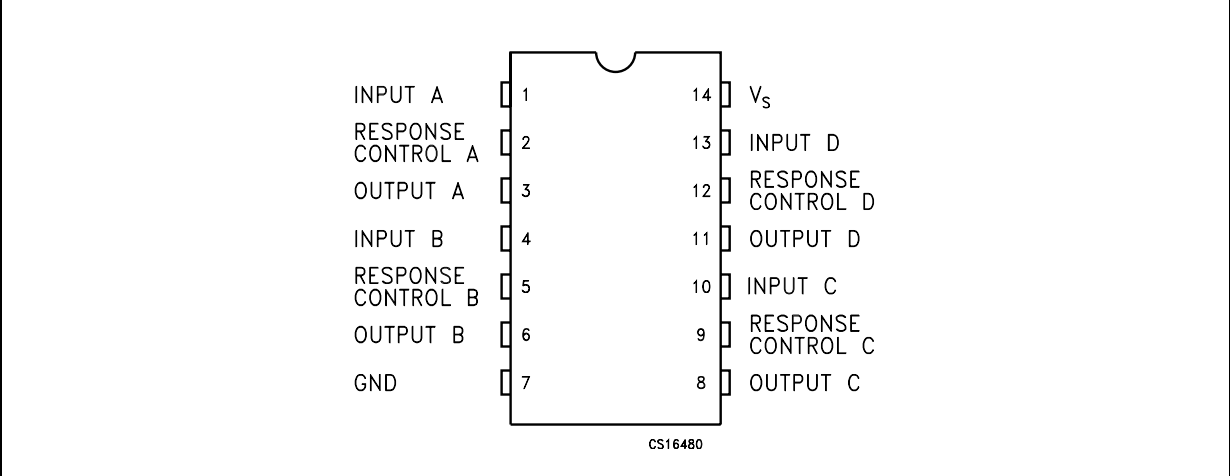 INPUT A 1 14 VS
RESPONSE
CONTROL A 2 13 INPUT D
OUTPUT A 3 12 RESPONSE
CONTROL D
INPUT B 4 11 OUTPUT D
RESPONSE
CONTROL B 5 10 INPUT C
OUTPUT B 6 9 RESPONSE
CONTROL C
GND 7 8 OUTPUT C
CS16480